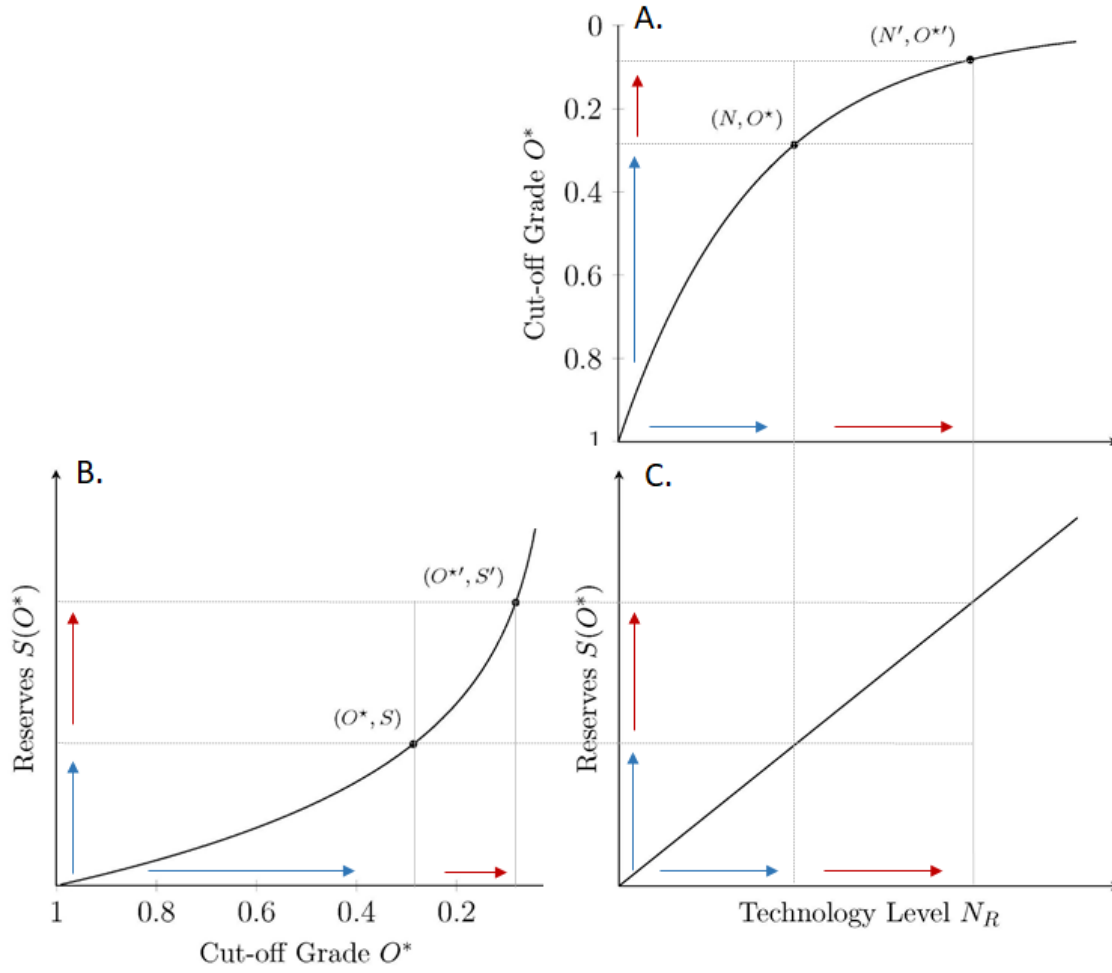 A.
0
0.2
0.4
0.6
0.8
1
Cut-off Grade O*
(N′, O⋆′)
(N, O⋆)
B.
Reserves S(O*)
(O⋆′, S′)
(O⋆, S)
1
0.8
0.6
0.4
0.2
Cut-off Grade O*
C.
Reserves S(O*)
Technology Level N_R